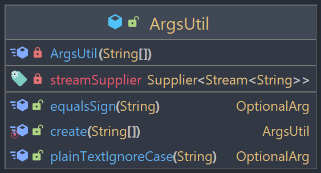 ArgsUtil
ArgsUtil(String[])
streamSupplier Supplier<Stream<String>>
equalsSign(String) OptionalArg
create(String[]) ArgsUtil
plainTextIgnoreCase(String) OptionalArg